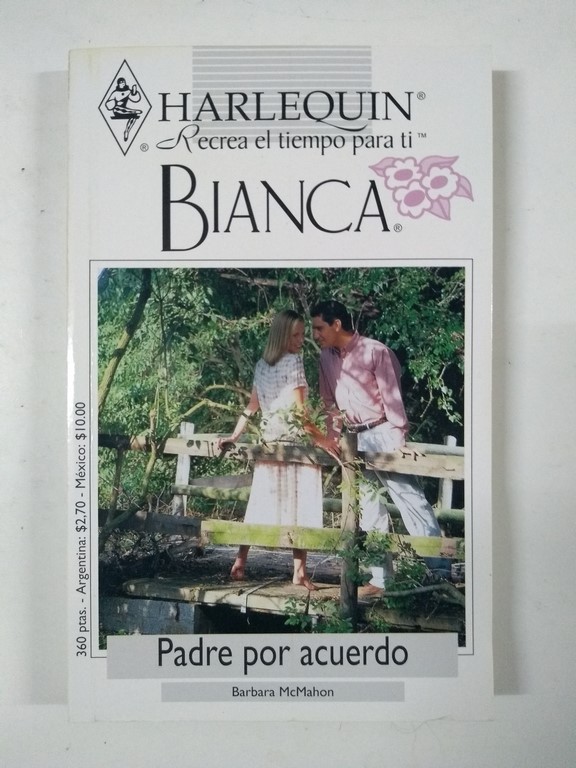 HARLEQUIN®
®
Recrea el tiempo para ti™
BIANCA®
360 ptas. - Argentina: $2,70 - México: $10.00
Padre por acuerdo
Barbara McMahon